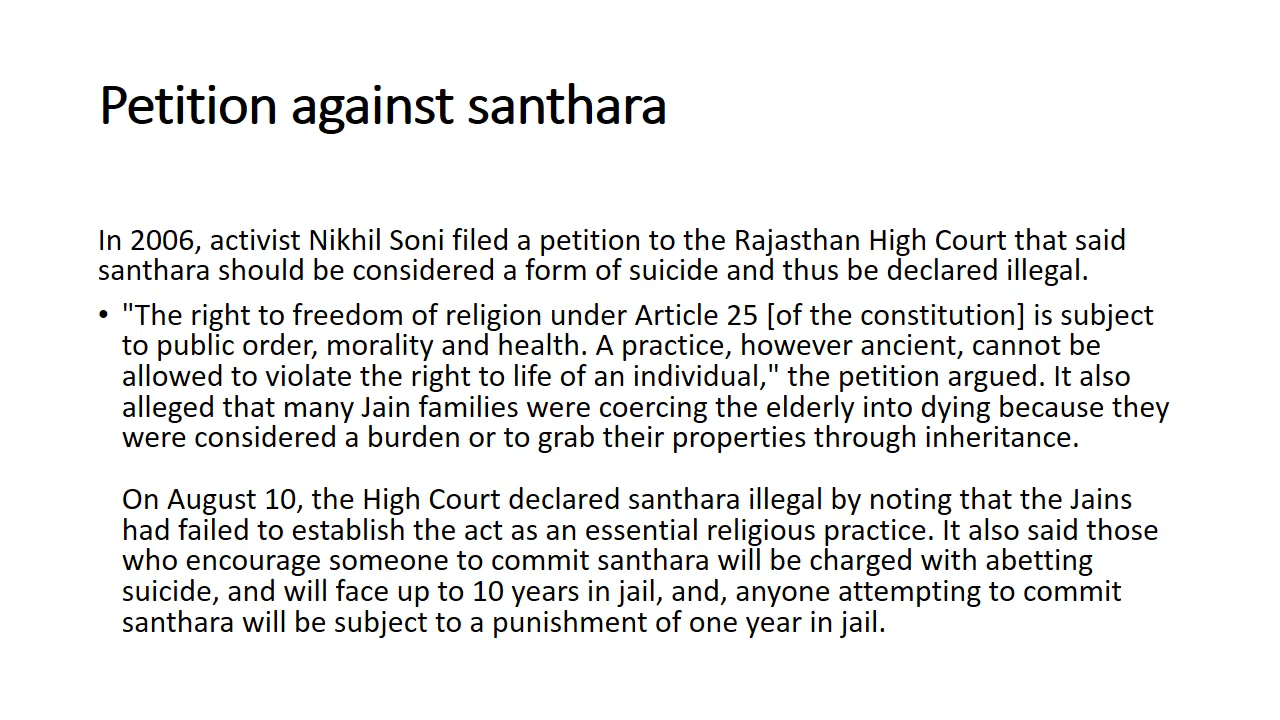 Petition against santhara
In 2006, activist Nikhil Soni filed a petition to the Rajasthan High Court that said
santhara should be considered a form of suicide and thus be declared illegal.
• "The right to freedom of religion under Article 25 [of the constitution] is subject
to public order, morality and health. A practice, however ancient, cannot be
allowed to violate the right to life of an individual," the petition argued. It also
alleged that many Jain families were coercing the elderly into dying because they
were considered a burden or to grab their properties through inheritance.
On August 10, the High Court declared santhara illegal by noting that the Jains
had failed to establish the act as an essential religious practice. It also said those
who encourage someone to commit santhara will be charged with abetting
suicide, and will face up to 10 years in jail, and, anyone attempting to commit
santhara will be subject to a punishment of one year in jail.